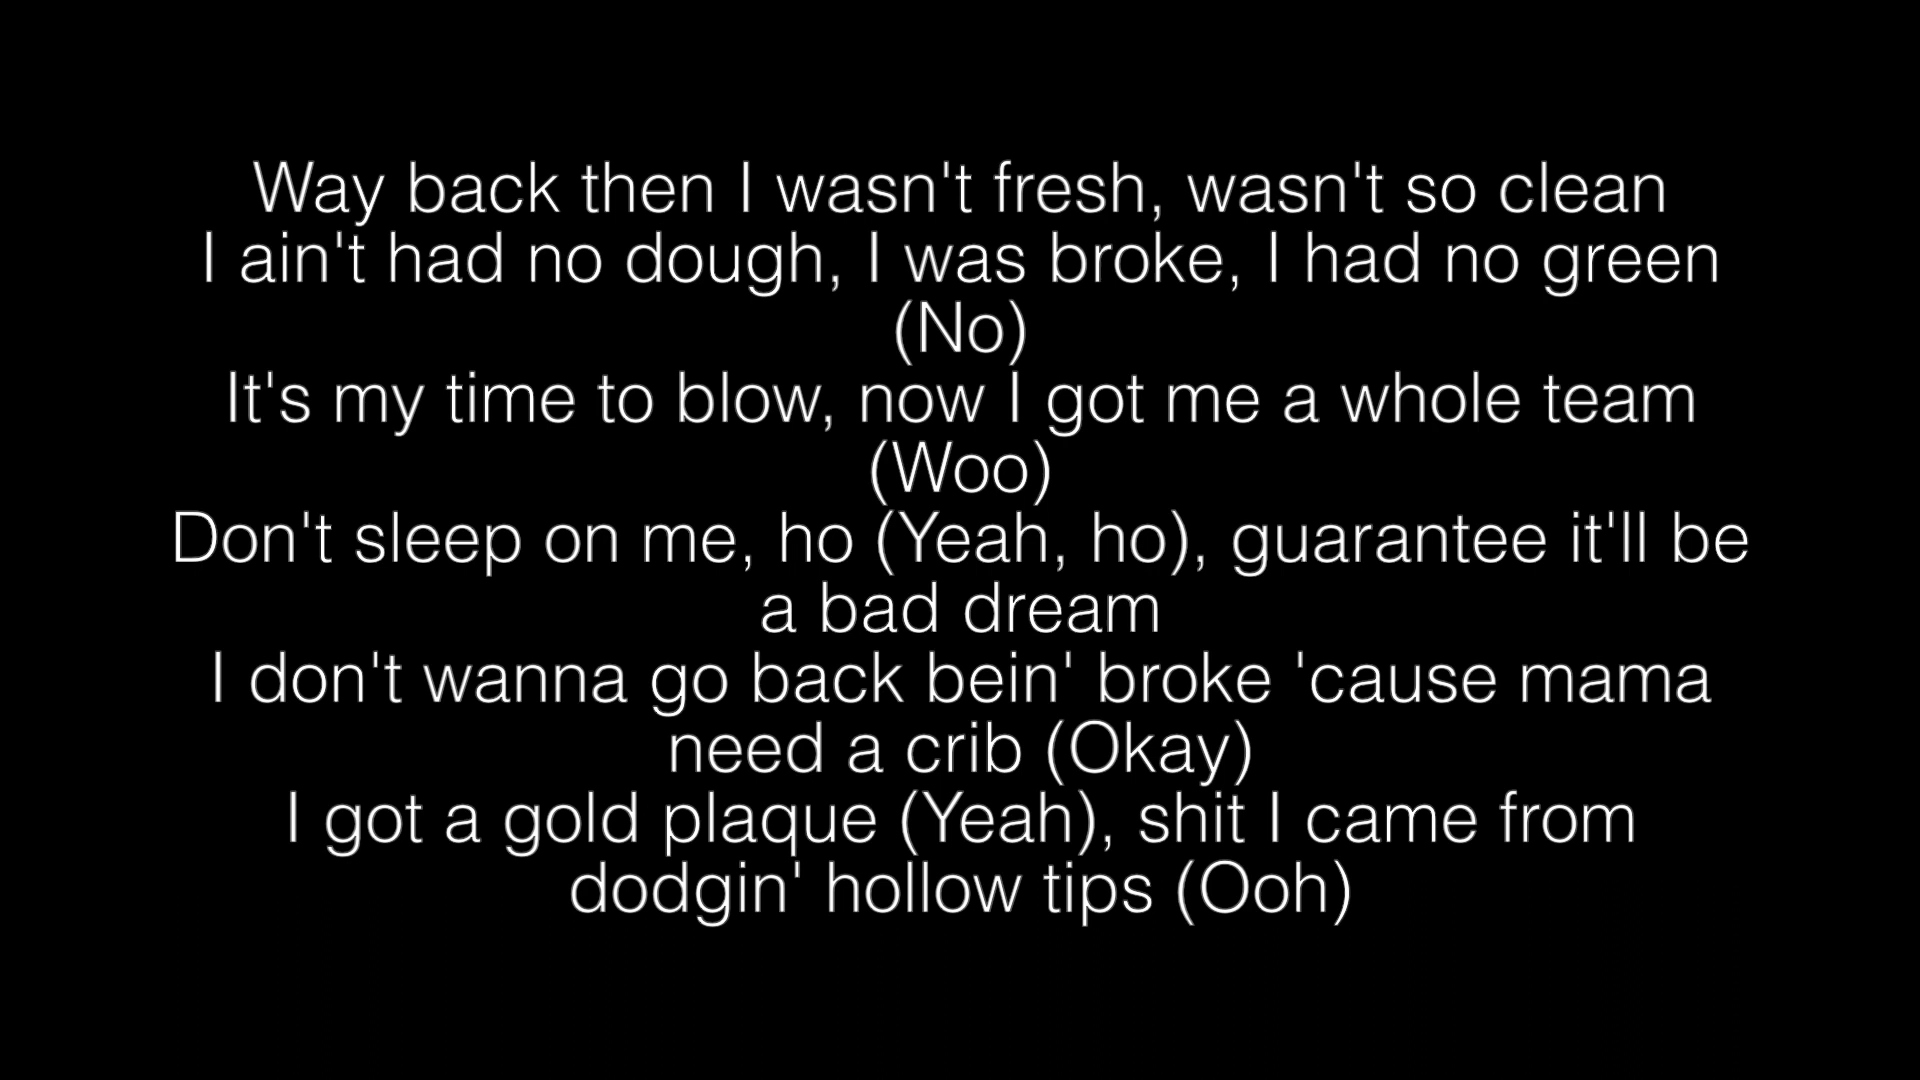 Way back then I wasn't fresh, wasn't so clean
I ain't had no dough, I was broke, I had no green
(No)
It's my time to blow, now I got me a whole team
(Woo)
Don't sleep on me, ho (Yeah, ho), guarantee it'll be
a bad dream
I don't wanna go back bein' broke 'cause mama
need a crib (Okay)
I got a gold plaque (Yeah), shit I came from
dodgin' hollow tips (Ooh)